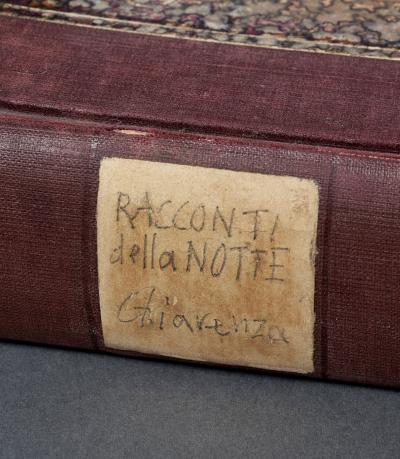 RACCONTI
della NOTTE
Chiarenza